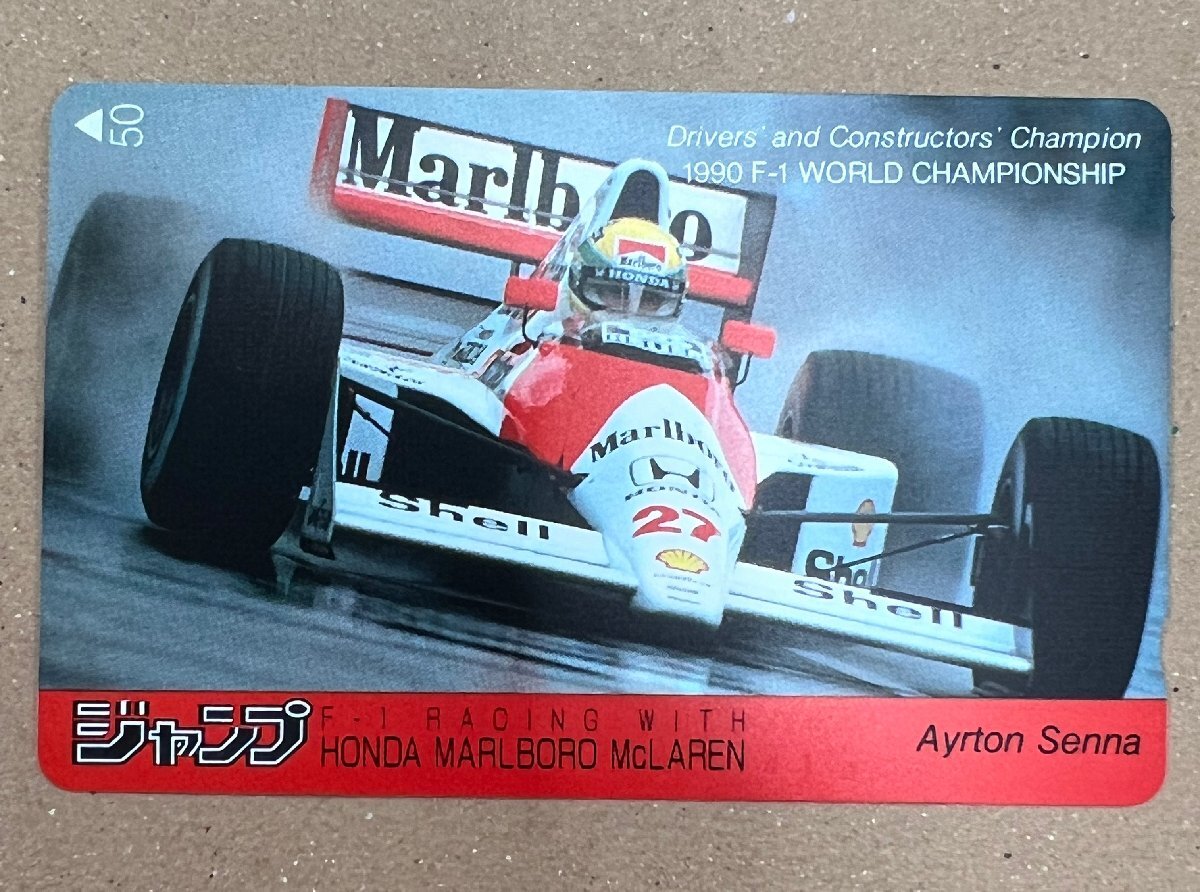 50
Drivers' and Constructors' Champion
1990 F-1 WORLD CHAMPIONSHIP
Marlboro
Marlboro
HONDA
Marlboro
HONDA
27
Shell
Shell
Shell
ジャンプ
F-1 RACING WITH
HONDA MARLBORO McLAREN
Ayrton Senna